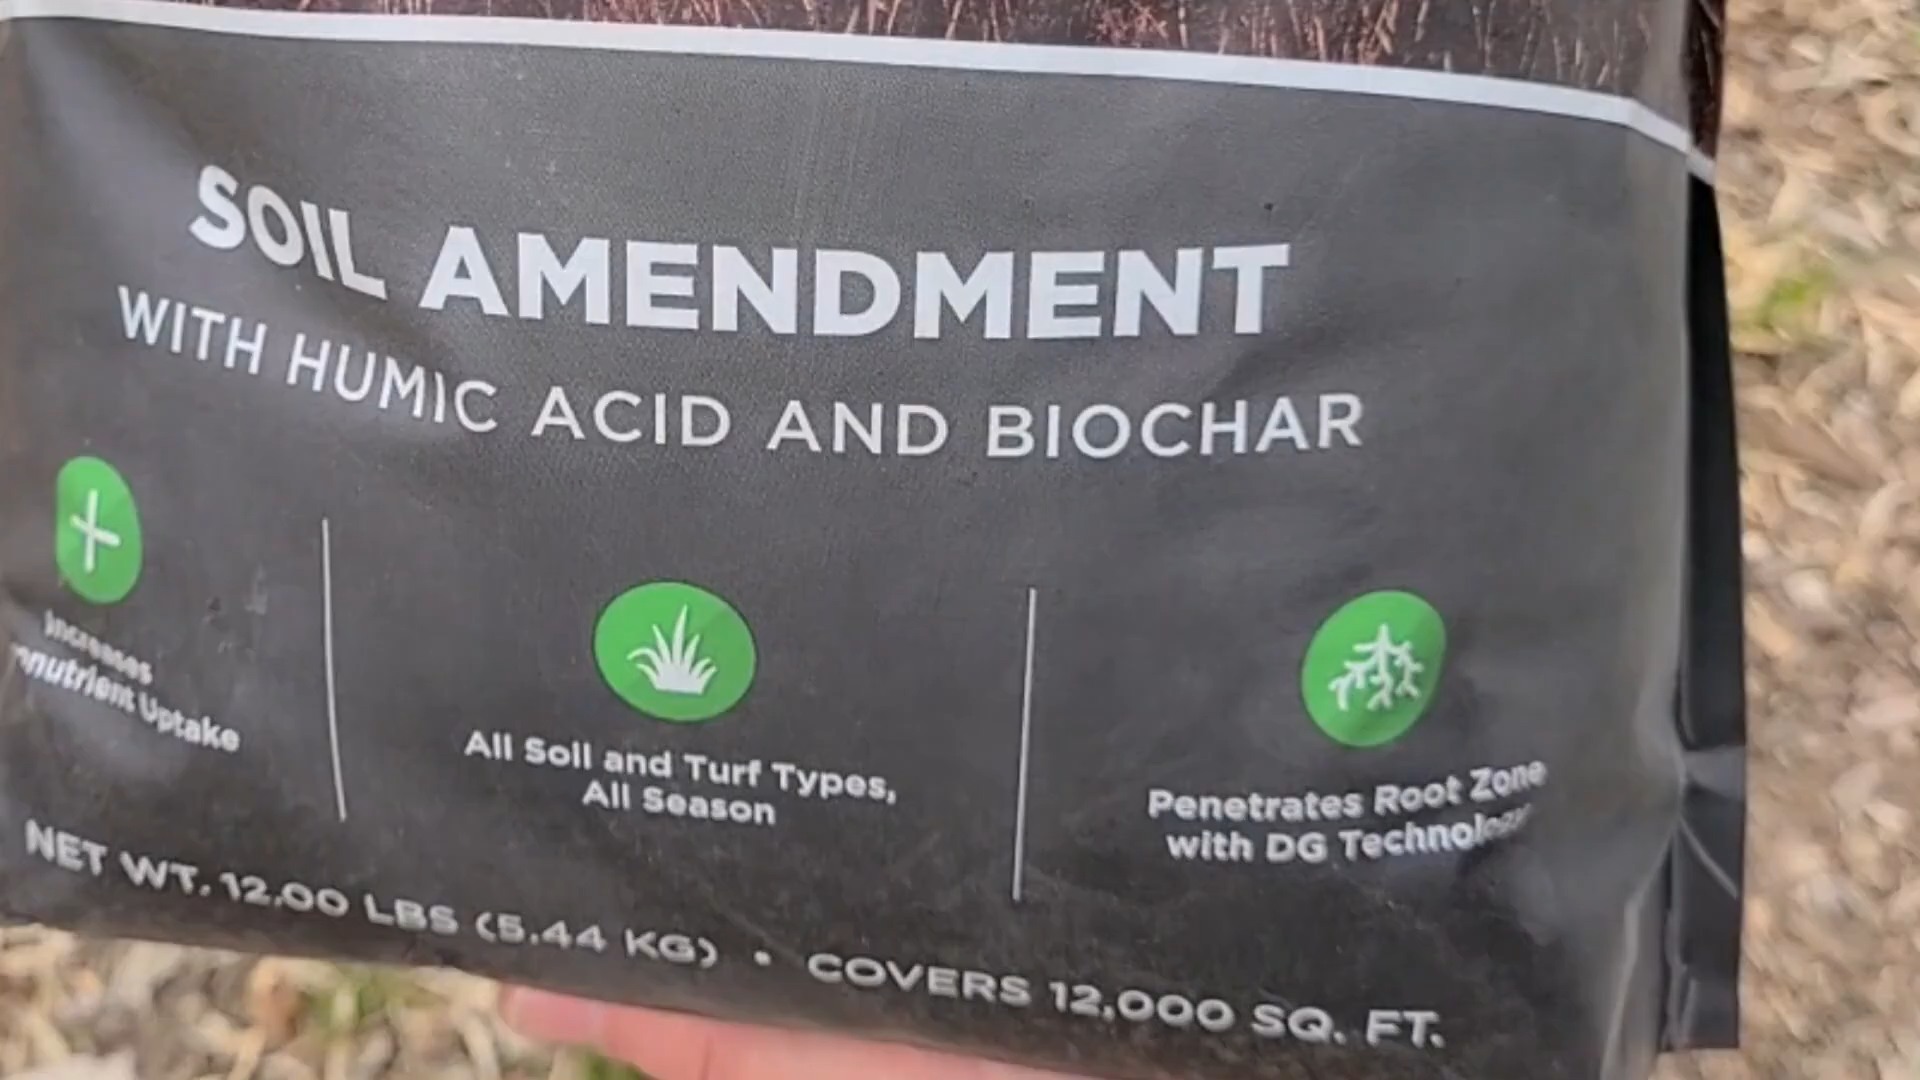 SOIL AMENDMENT
WITH HUMIC ACID AND BIOCHAR
Increases
Uptake
All Soil and Turf Types,
All Season
Penetrates Root Zone
with DG Technology
NET WT. 12.00 LBS (5.44 KG) • COVERS 12,000 SQ. FT.